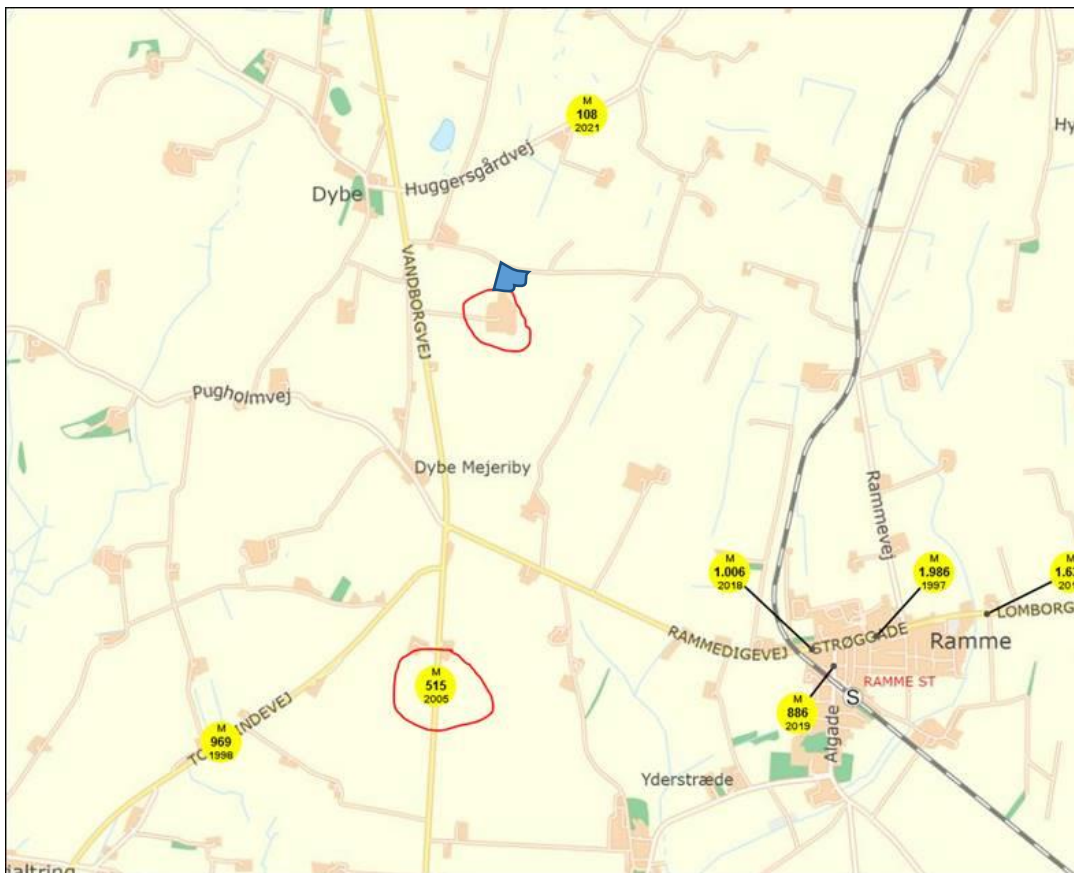 M
108
2021
Hy
Huggersgårdvej
Dybe
VANDBORGVEJ
Pugholmvej
Dybe Mejeriby
Rammevej
M
1.006
2018
M
1.986
1997
M
LOMBORG
STRØGGADE
RAMMEDIGEVEJ
Ramme
RAMME ST
S
M
515
2005
M
886
2019
Algade
M
969
1998
Yderstræde